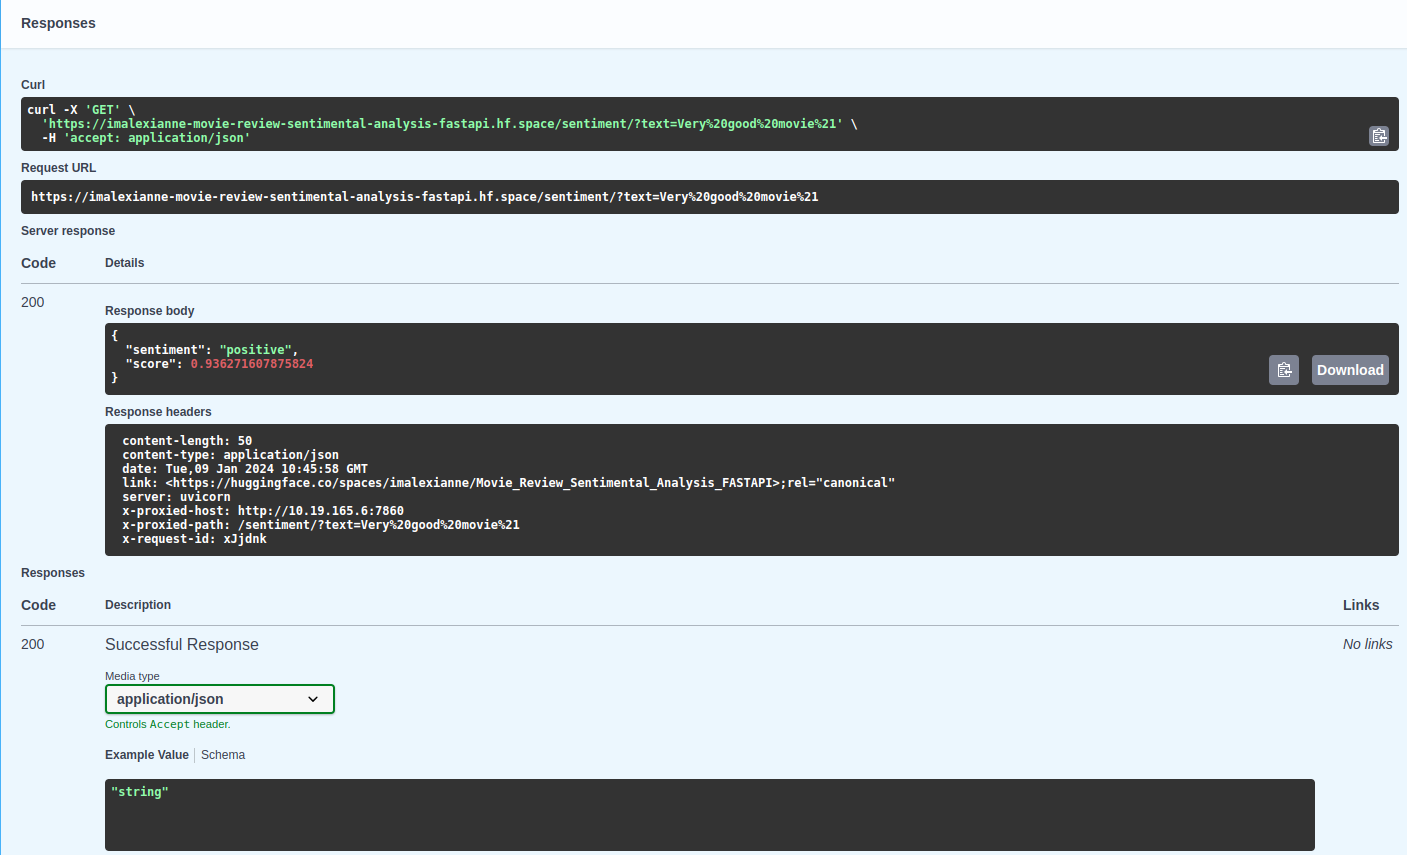 Responses
Curl
curl -X 'GET' \
'https://imalexianne-movie-review-sentimental-analysis-fastapi.hf.space/sentiment/?text=Very%20good%20movie%21' \
-H 'accept: application/json'
Request URL
https://imalexianne-movie-review-sentimental-analysis-fastapi.hf.space/sentiment/?text=Very%20good%20movie%21
Server response
Code Details
200
Response body
{
"sentiment": "positive",
"score": 0.936271607875824
}
Download
Response headers
content-length: 50
content-type: application/json
date: Tue,09 Jan 2024 10:45:58 GMT
link: <https://huggingface.co/spaces/imalexianne/Movie_Review_Sentimental_Analysis_FASTAPI>;rel="canonical"
server: uvicorn
x-proxied-host: http://10.19.165.6:7860
x-proxied-path: /sentiment/?text=Very%20good%20movie%21
x-request-id: xJjdnk
Responses
Code Description Links
200 Successful Response No links
Media type
application/json
Controls Accept header.
Example Value Schema
"string"